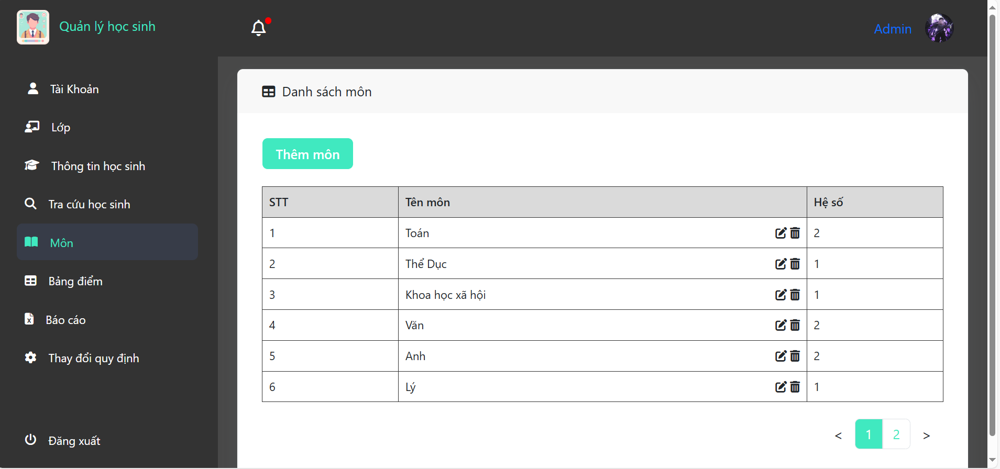 Quản lý học sinh
Admin
Tài Khoản
Lớp
Thông tin học sinh
Tra cứu học sinh
Môn
Bảng điểm
Báo cáo
Thay đổi quy định
Đăng xuất
Danh sách môn
Thêm môn
STT Tên môn Hệ số
1 Toán 2
2 Thể Dục 1
3 Khoa học xã hội 1
4 Văn 2
5 Anh 2
6 Lý 1
< 1 2 >